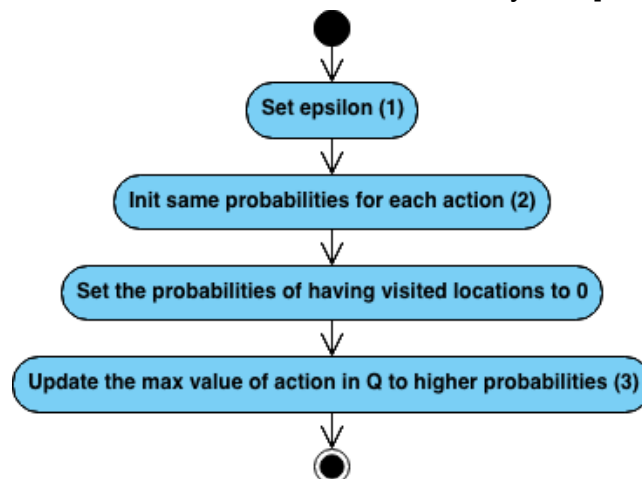 Set epsilon (1)
Init same probabilities for each action (2)
Set the probabilities of having visited locations to 0
Update the max value of action in Q to higher probabilities (3)